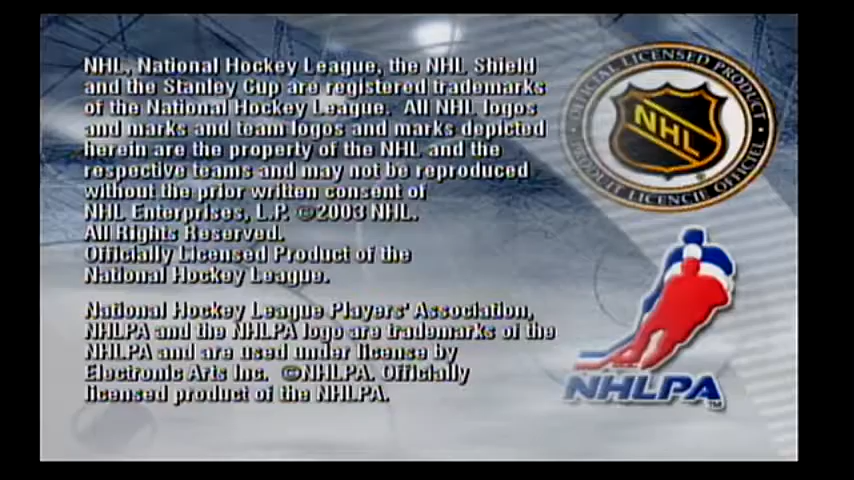 NHL, National Hockey League, the NHL Shield
and the Stanley Cup are registered trademarks
of the National Hockey League. All NHL logos
and marks and team logos and marks depicted
herein are the property of the NHL and the
respective teams and may not be reproduced
without the prior written consent of
NHL Enterprises, L.P. ©2003 NHL.
All Rights Reserved.
Officially Licensed Product of the
National Hockey League.
National Hockey League Players' Association,
NHLPA and the NHLPA logo are trademarks of the
NHLPA and are used under license by
Electronic Arts Inc. ©NHLPA. Officially
licensed product of the NHLPA.
OFFICIAL LICENSED PRODUCT
NHL
®
PRODUIT LICENCIE OFFICIEL
NHLPA
TM